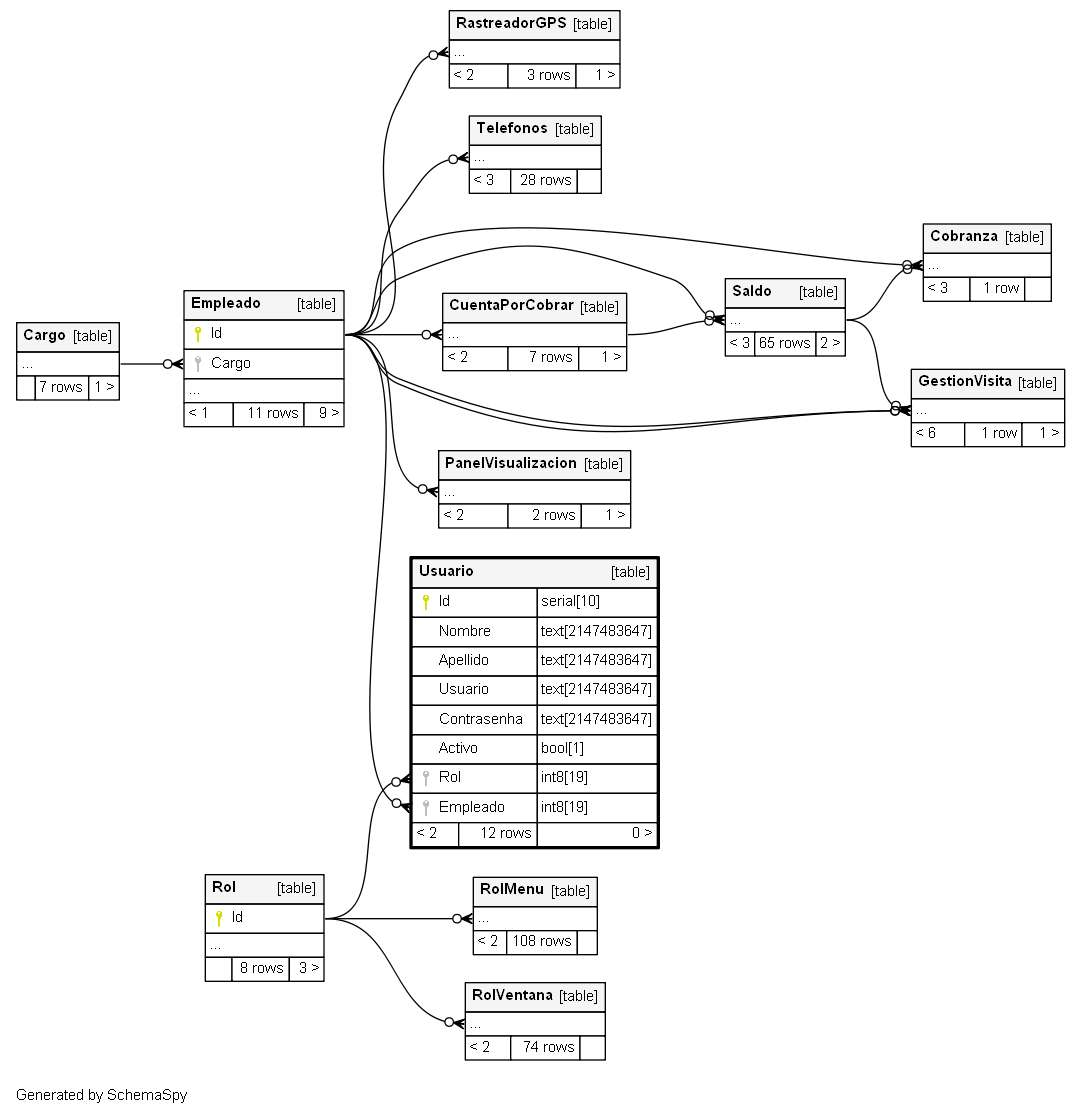 RastreadorGPS [table]
...
< 2 3 rows 1 >
Telefonos [table]
...
< 3 28 rows
Cobranza [table]
...
< 3 1 row
Empleado [table]
Id
Cargo
...
< 1 11 rows 9 >
CuentaPorCobrar [table]
...
< 2 7 rows 1 >
Saldo [table]
...
< 3 65 rows 2 >
Cargo [table]
...
7 rows 1 >
GestionVisita [table]
...
< 6 1 row 1 >
PanelVisualizacion [table]
...
< 2 2 rows 1 >
Usuario [table]
Id serial[10]
Nombre text[2147483647]
Apellido text[2147483647]
Usuario text[2147483647]
Contrasenha text[2147483647]
Activo bool[1]
Rol int8[19]
Empleado int8[19]
< 2 12 rows 0 >
Rol [table]
Id
...
8 rows 3 >
RolMenu [table]
...
< 2 108 rows
RolVentana [table]
...
< 2 74 rows
Generated by SchemaSpy